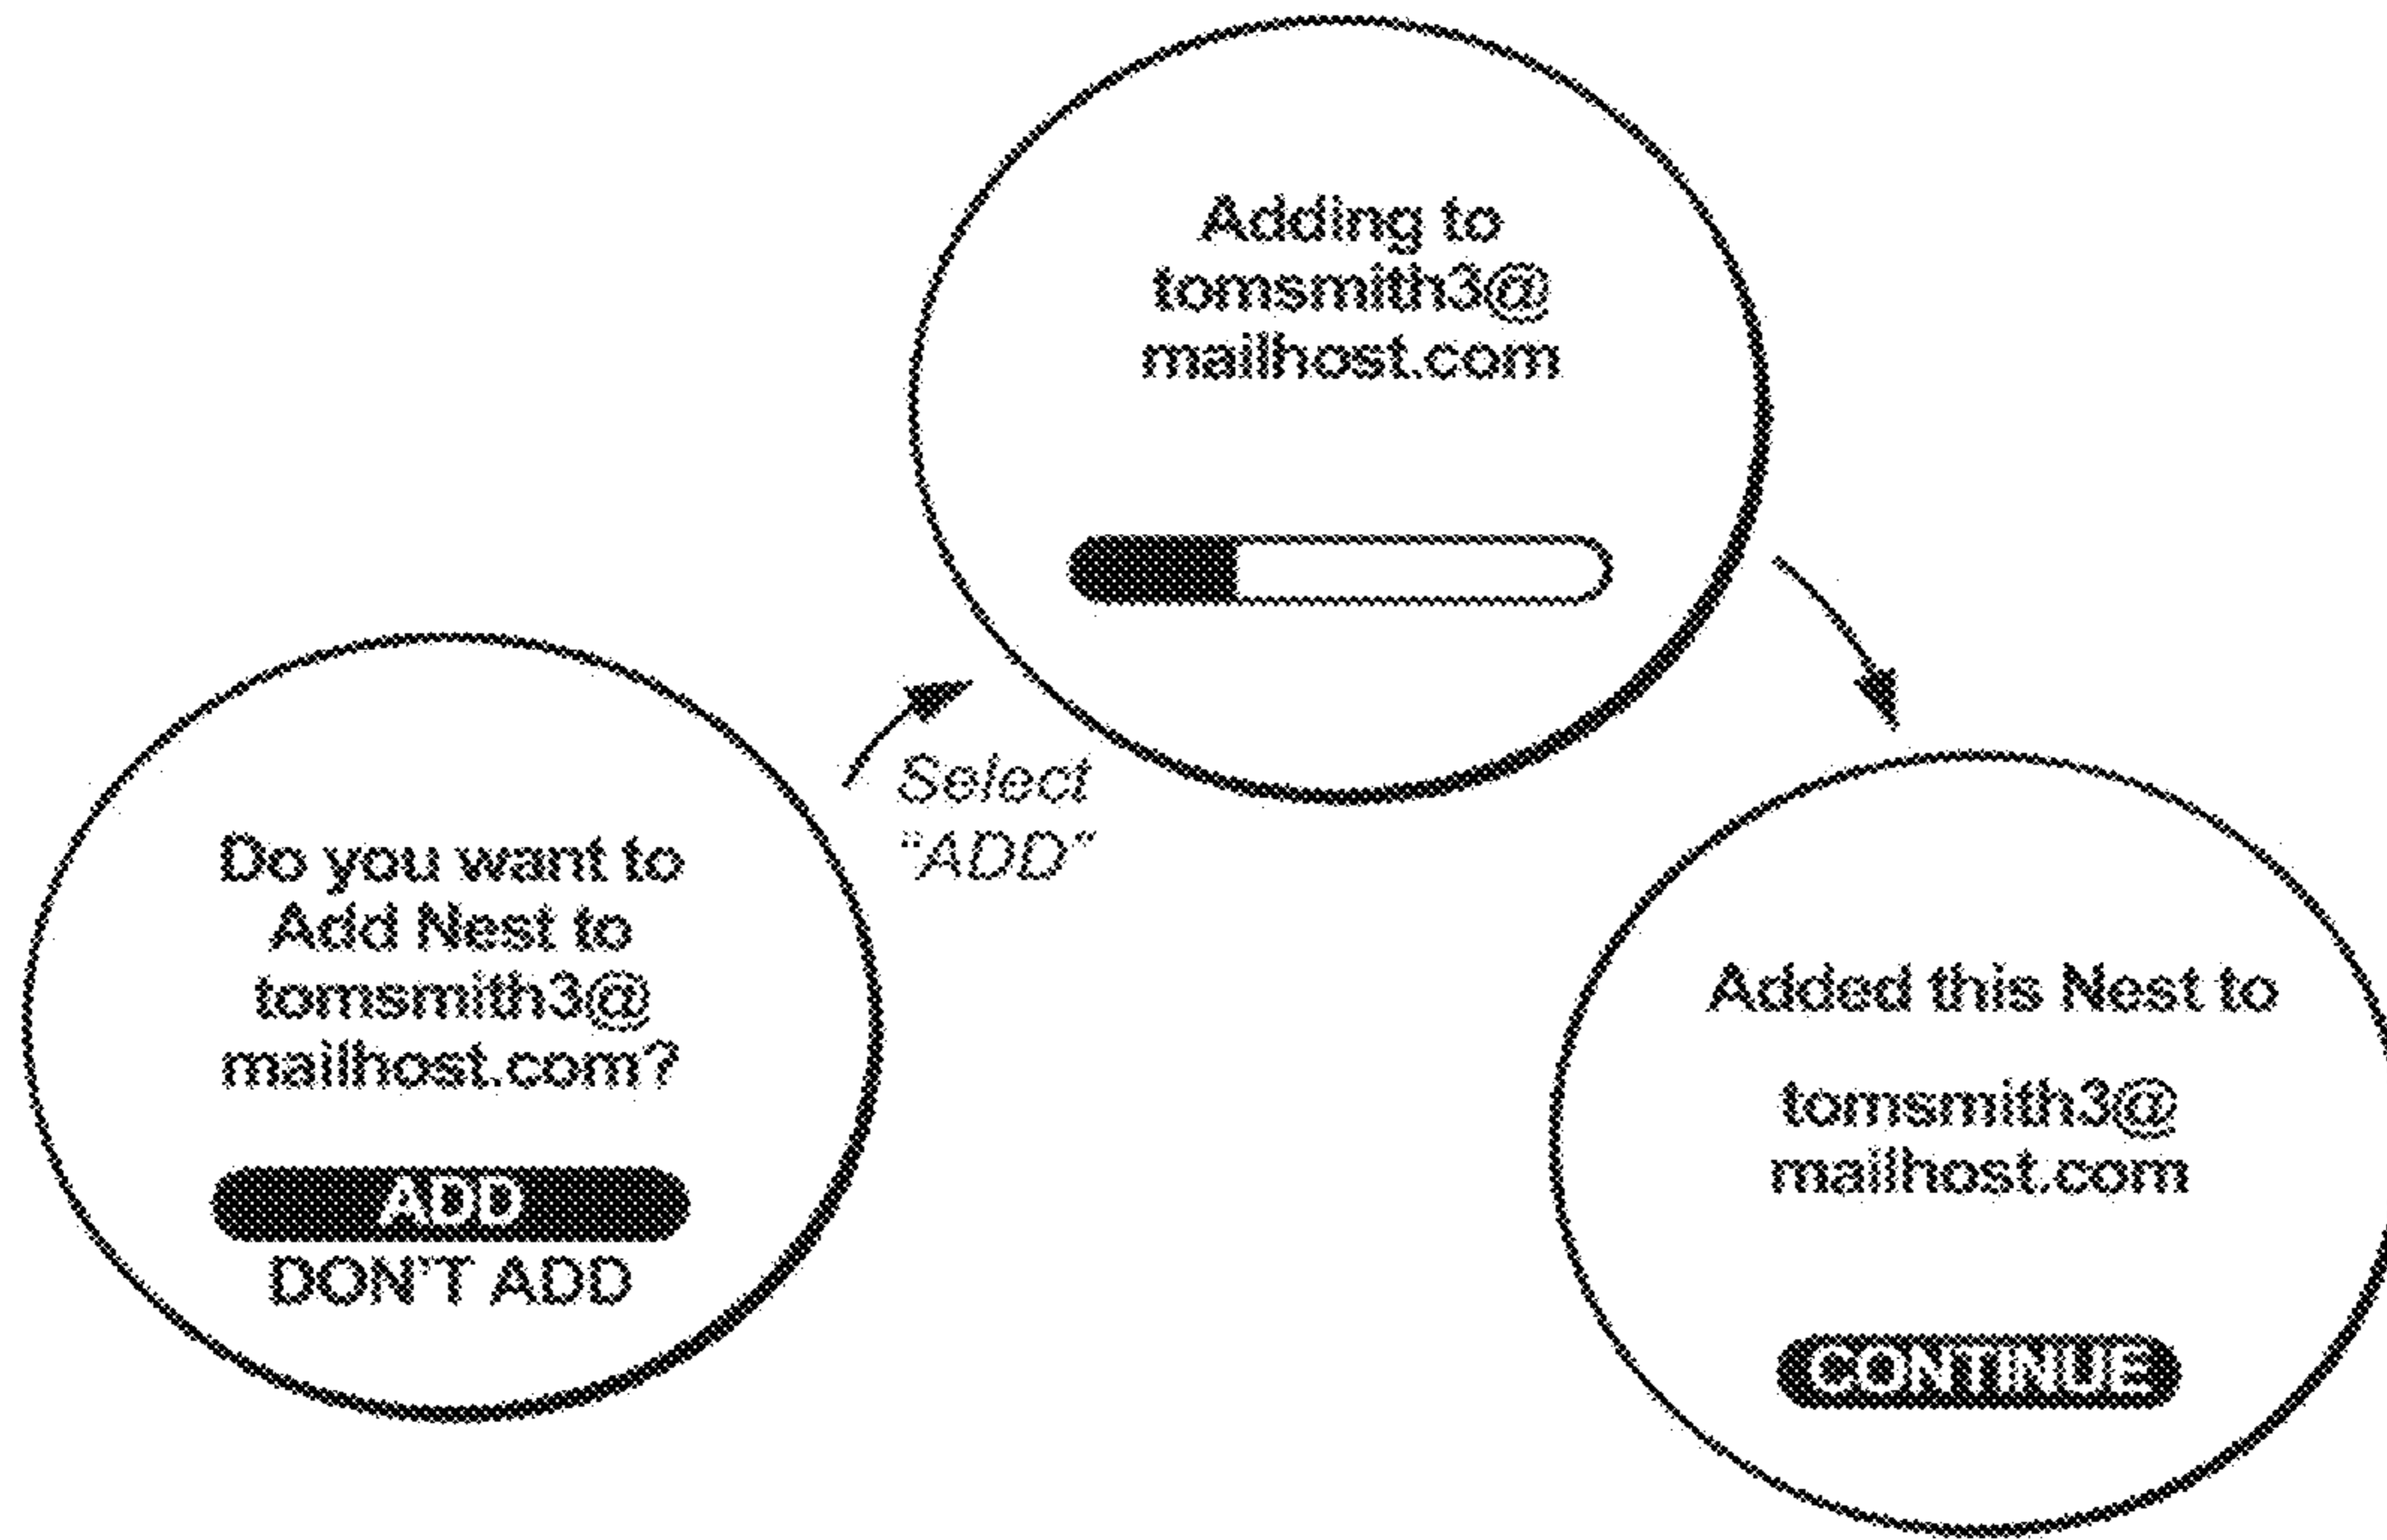 Do you want to
Add Nest to
tomsmith3@
mailhost.com?
ADD
DON'T ADD
Select
“ADD”
Adding to
tomsmith3@
mailhost.com
Added this Nest to
tomsmith3@
mailhost.com
CONTINUE